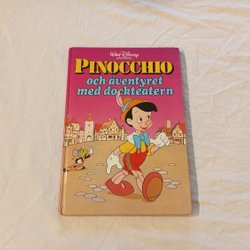 Walt Disney
PINOCCHIO
och äventyret
med dockteatern